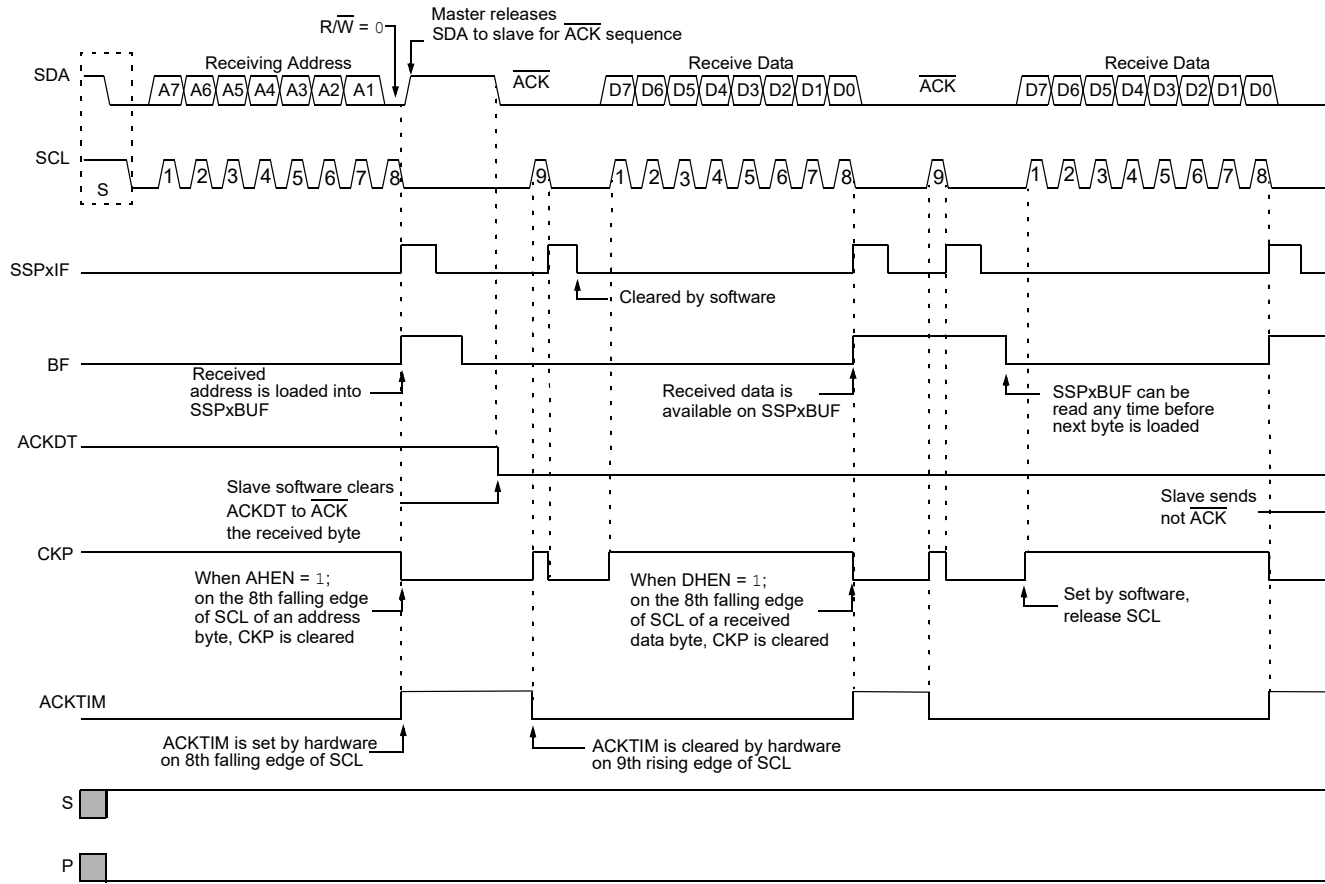 R/W = 0
Master releases
SDA to slave for ACK sequence
Receiving Address
ACK
Receive Data
ACK
Receive Data
SDA
A7 A6 A5 A4 A3 A2 A1
D7 D6 D5 D4 D3 D2 D1 D0
D7 D6 D5 D4 D3 D2 D1 D0
SCL
S
1 2 3 4 5 6 7 8
9
1 2 3 4 5 6 7 8
9
1 2 3 4 5 6 7 8
SSPxIF
Cleared by software
BF
Received
address is loaded into
SSPxBUF
Received data is
available on SSPxBUF
SSPxBUF can be
read any time before
next byte is loaded
ACKDT
Slave software clears
ACKDT to ACK
the received byte
Slave sends
not ACK
CKP
When AHEN = 1;
on the 8th falling edge
of SCL of an address
byte, CKP is cleared
When DHEN = 1;
on the 8th falling edge
of SCL of a received
data byte, CKP is cleared
Set by software,
release SCL
ACKTIM
ACKTIM is set by hardware
on 8th falling edge of SCL
ACKTIM is cleared by hardware
on 9th rising edge of SCL
S
P